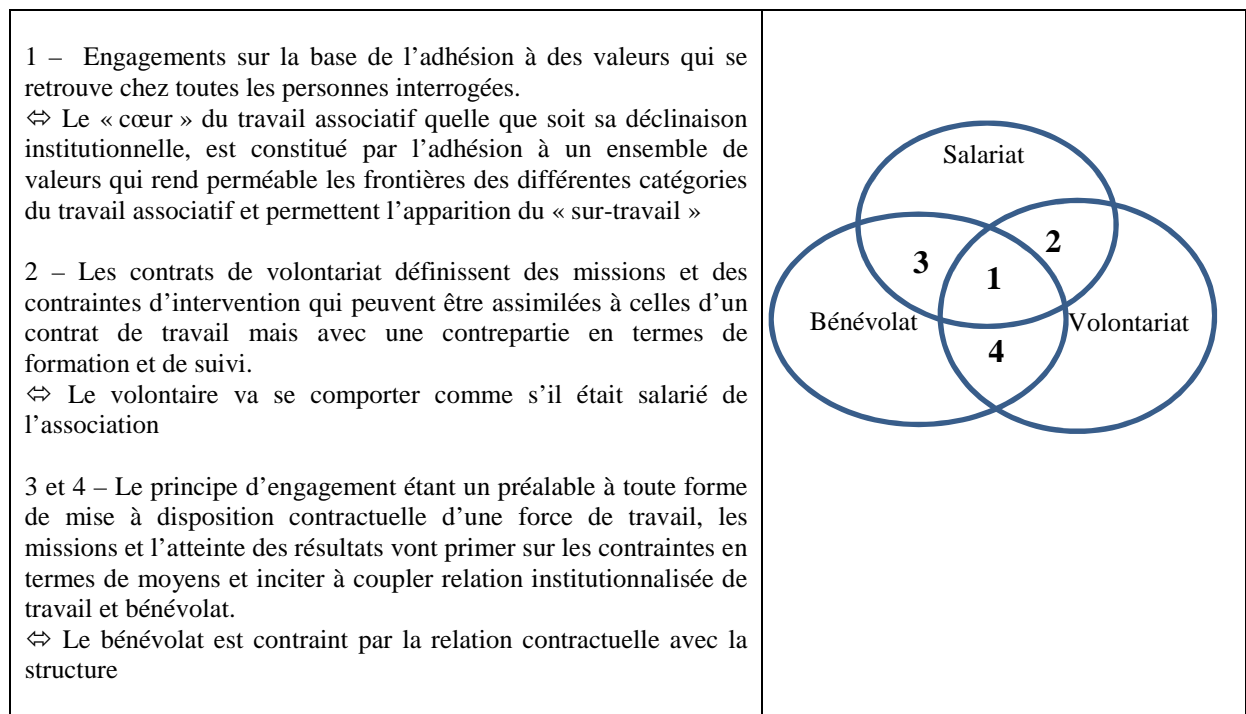 1 – Engagements sur la base de l’adhésion à des valeurs qui se
retrouve chez toutes les personnes interrogées.
⬄ Le « cœur » du travail associatif quelle que soit sa déclinaison
institutionnelle, est constitué par l’adhésion à un ensemble de
valeurs qui rend perméable les frontières des différentes catégories
du travail associatif et permettent l’apparition du « sur-travail »
2 – Les contrats de volontariat définissent des missions et des
contraintes d’intervention qui peuvent être assimilées à celles d’un
contrat de travail mais avec une contrepartie en termes de
formation et de suivi.
⬄ Le volontaire va se comporter comme s’il était salarié de
l’association
3 et 4 – Le principe d’engagement étant un préalable à toute forme
de mise à disposition contractuelle d’une force de travail, les
missions et l’atteinte des résultats vont primer sur les contraintes en
termes de moyens et inciter à coupler relation institutionnalisée de
travail et bénévolat.
⬄ Le bénévolat est contraint par la relation contractuelle avec la
structure
Salariat
2
3
1
Bénévolat
Volontariat
4